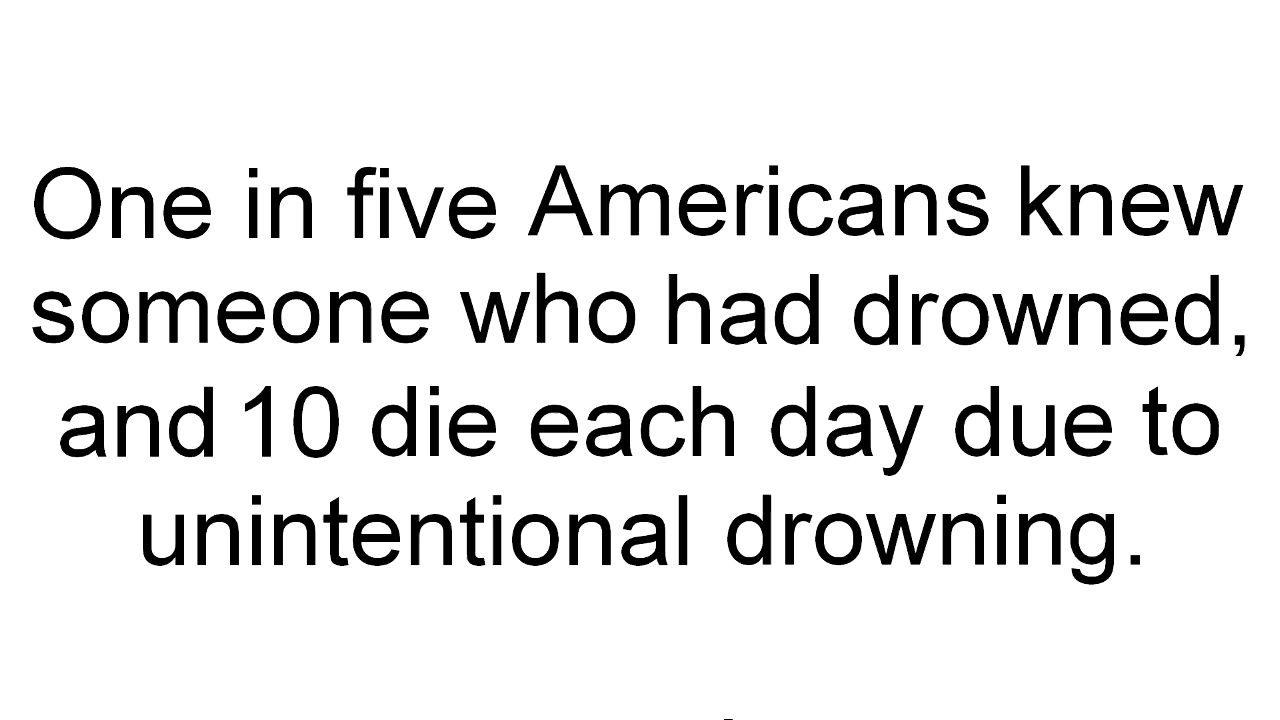 One in five Americans knew
someone who had drowned,
and 10 die each day due to
unintentional drowning.